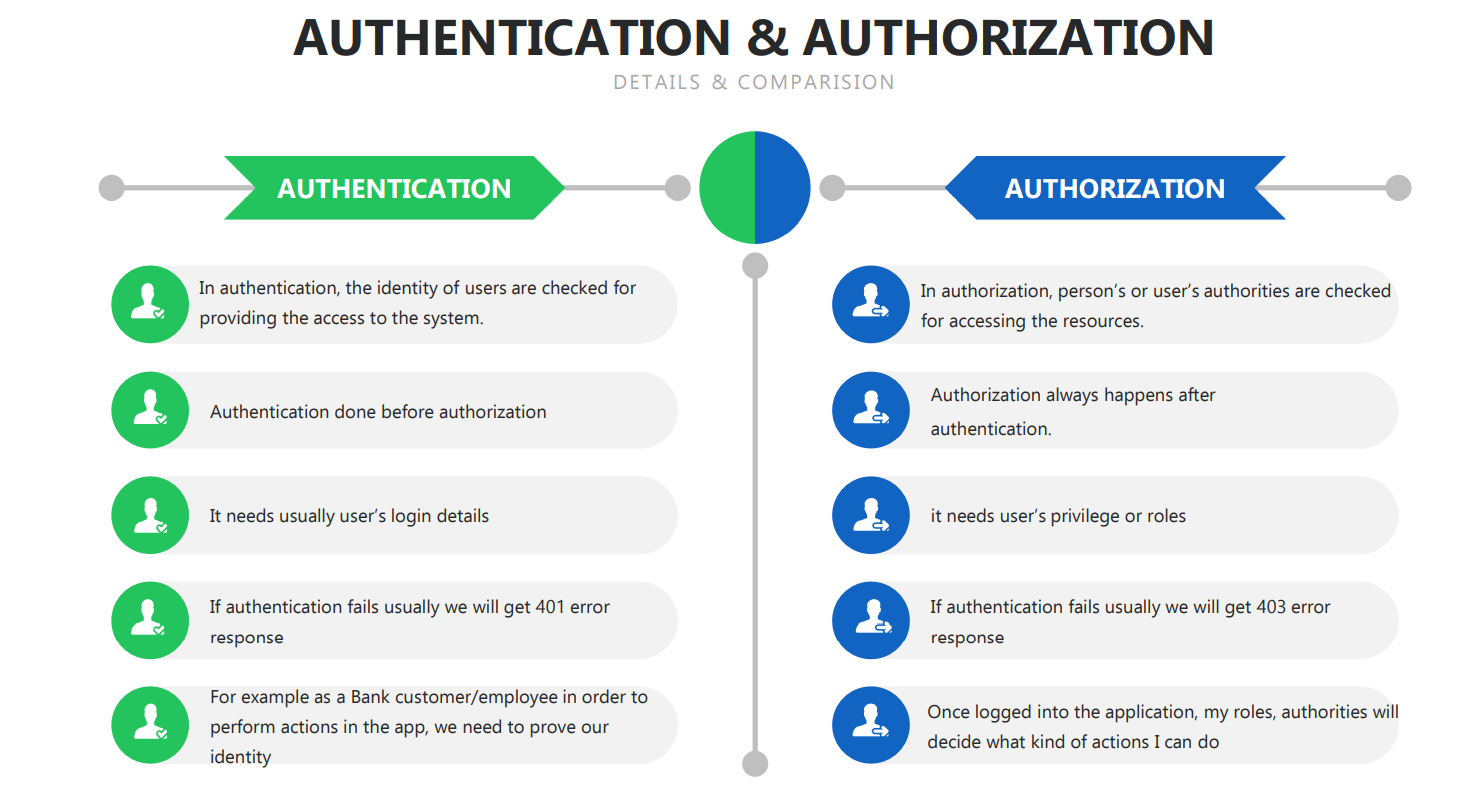 AUTHENTICATION & AUTHORIZATION
DETAILS & COMPARISION
AUTHENTICATION
In authentication, the identity of users are checked for
providing the access to the system.
Authentication done before authorization
It needs usually user’s login details
If authentication fails usually we will get 401 error
response
For example as a Bank customer/employee in order to
perform actions in the app, we need to prove our
identity
AUTHORIZATION
In authorization, person’s or user’s authorities are checked
for accessing the resources.
Authorization always happens after
authentication.
it needs user’s privilege or roles
If authentication fails usually we will get 403 error
response
Once logged into the application, my roles, authorities will
decide what kind of actions I can do